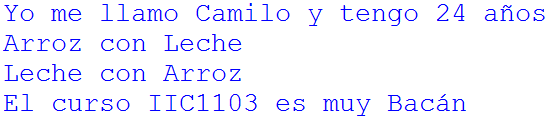 Yo me llamo Camilo y tengo 24 años
Arroz con Leche
Leche con Arroz
El curso IIC1103 es muy Bacán